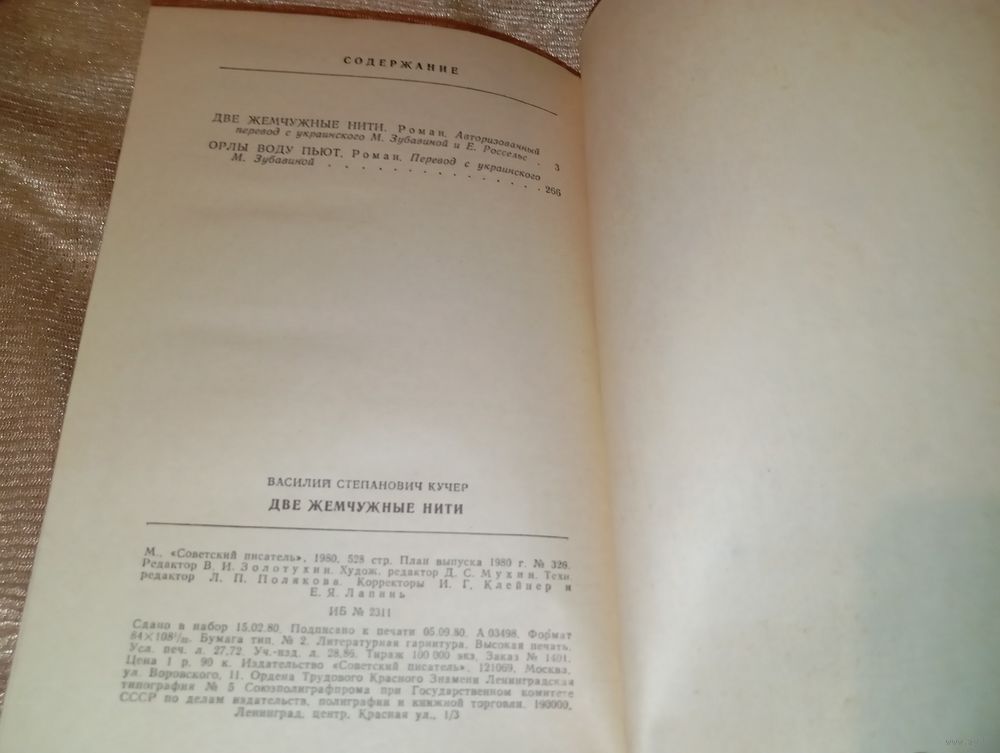 СОДЕРЖАНИЕ
ДВЕ ЖЕМЧУЖНЫЕ НИТИ. Роман. Авторизованный
перевод с украинского М. Зубавиной и Е. Россельс . 3
ОРЛЫ ВОДУ ПЬЮТ. Роман. Перевод с украинского
М. Зубавиной . . . . . . . . . . . . . . . 266
ВАСИЛИЙ СТЕПАНОВИЧ КУЧЕР
ДВЕ ЖЕМЧУЖНЫЕ НИТИ
М., «Советский писатель», 1980, 528 стр. План выпуска 1980 г. № 326.
Редактор В. И. Золотухин. Худож. редактор Д. С. Мухин. Техн.
редактор Л. П. Полякова. Корректоры И. Г. Клейнер и
Е. Я. Лапинь
ИБ № 2311
Сдано в набор 15.02.80. Подписано к печати 05.09.80. А 03498. Формат
84×108¹/₃₂. Бумага тип. № 2. Литературная гарнитура. Высокая печать.
Усл. печ. л. 27,72. Уч.-изд. л. 28,86. Тираж 100 000 экз. Заказ № 1401.
Цена 1 р. 90 к. Издательство «Советский писатель», 121069, Москва,
ул. Воровского, 11. Ордена Трудового Красного Знамени Ленинградская
типография № 5 Союзполиграфпрома при Государственном комитете
СССР по делам издательств, полиграфии и книжной торговли. 190000,
Ленинград, центр, Красная ул., 1/3